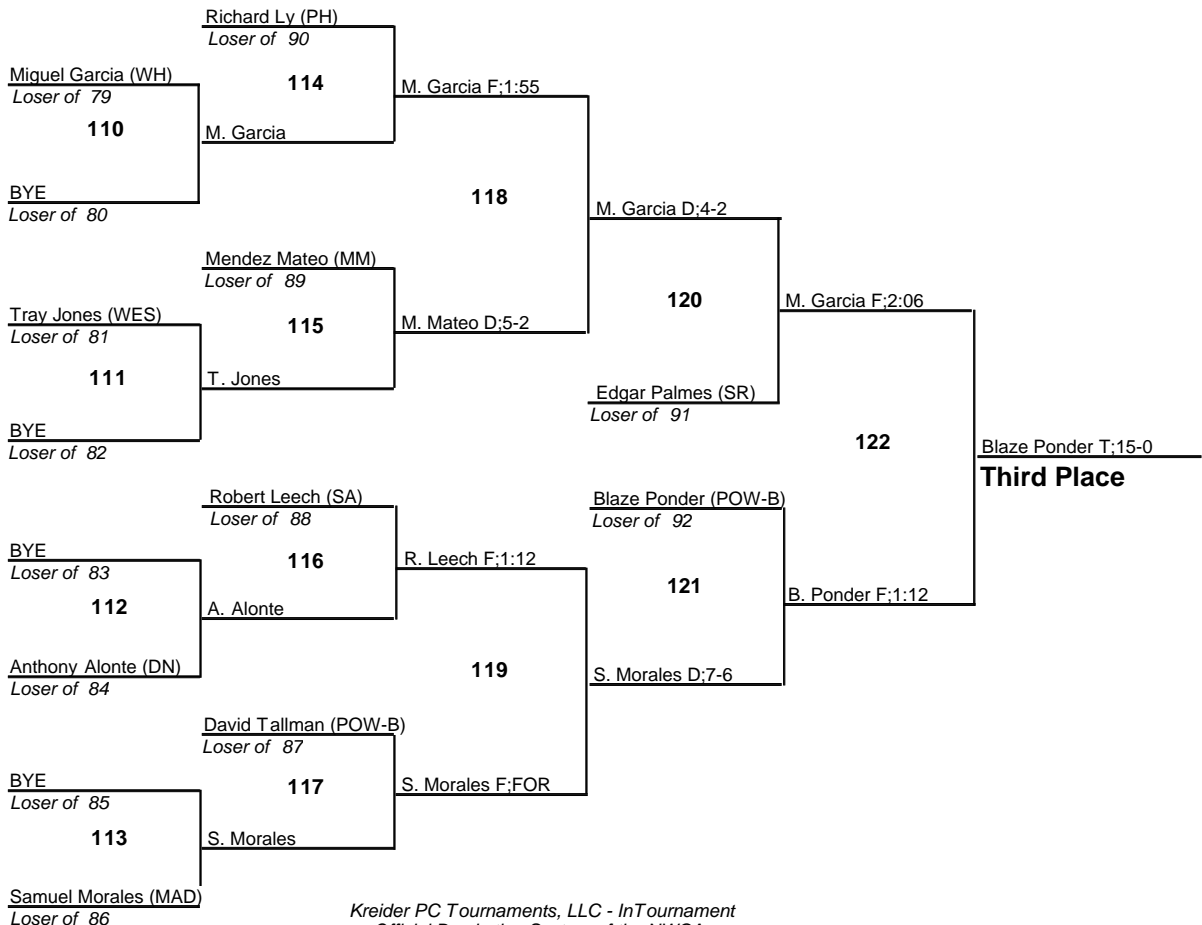 Richard Ly (PH)
Loser of 90
Miguel Garcia (WH)
Loser of 79
114
M. Garcia F;1:55
110
M. Garcia
BYE
Loser of 80
118
M. Garcia D;4-2
Mendez Mateo (MM)
Loser of 89
120
M. Garcia F;2:06
Tray Jones (WES)
Loser of 81
115
M. Mateo D;5-2
111
T. Jones
Edgar Palmes (SR)
Loser of 91
BYE
Loser of 82
122
Blaze Ponder T;15-0
Third Place
Robert Leech (SA)
Loser of 88
Blaze Ponder (POW-B)
Loser of 92
BYE
Loser of 83
116
R. Leech F;1:12
121
B. Ponder F;1:12
112
A. Alonte
Anthony Alonte (DN)
Loser of 84
119
S. Morales D;7-6
David Tallman (POW-B)
Loser of 87
BYE
Loser of 85
117
S. Morales F;FOR
113
S. Morales
Samuel Morales (MAD)
Loser of 86
Kreider PC Tournaments, LLC - InTournament